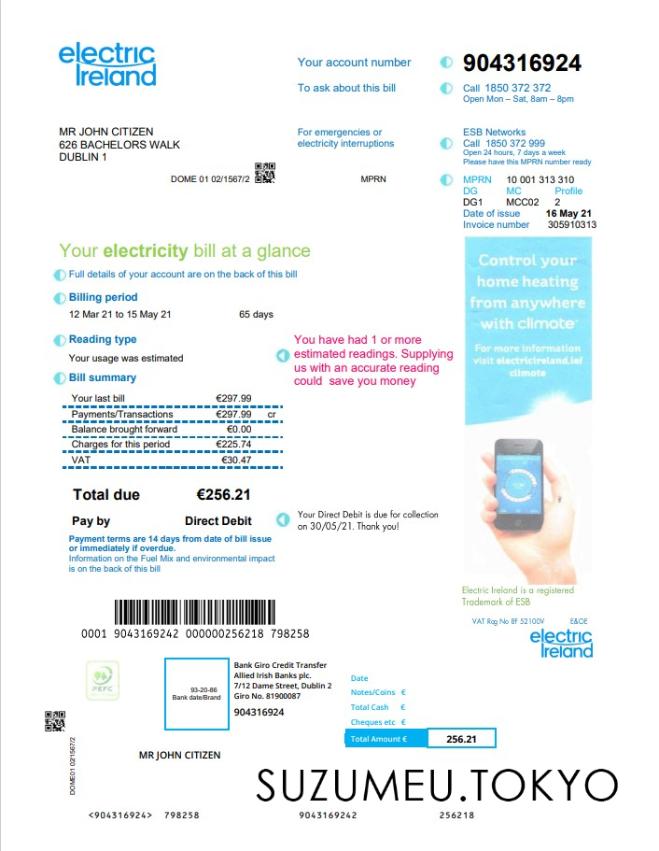 electric
Ireland
Your account number
904316924
To ask about this bill
Call 1850 372 372
Open Mon – Sat, 8am – 8pm
MR JOHN CITIZEN
626 BACHELORS WALK
DUBLIN 1
For emergencies or
electricity interruptions
ESB Networks
Call 1850 372 999
Open 24 hours, 7 days a week
Please have this MPRN number ready
DOME 01 02/1567/2
MPRN
MPRN 10 001 313 310
DG MC Profile
DG1 MCC02 2
Date of issue 16 May 21
Invoice number 305910313
Your electricity bill at a glance
Full details of your account are on the back of this bill
Billing period
12 Mar 21 to 15 May 21 65 days
Reading type
Your usage was estimated
You have had 1 or more
estimated readings. Supplying
us with an accurate reading
could save you money
Bill summary
Your last bill €297.99
Payments/Transactions €297.99 cr
Balance brought forward €0.00
Charges for this period €225.74
VAT €30.47
Total due €256.21
Pay by Direct Debit
Your Direct Debit is due for collection
on 30/05/21. Thank you!
Payment terms are 14 days from date of bill issue
or immediately if overdue.
Information on the Fuel Mix and environmental impact
is on the back of this bill
Control your
home heating
from anywhere
with climote
For more information
visit electricireland.ie/
climote
Electric Ireland is a registered
Trademark of ESB
VAT Reg No 8F 52100V E&OE
electric
Ireland
0001 9043169242 000000256218 798258
PEFC
93-20-86
Bank date/Brand
Bank Giro Credit Transfer
Allied Irish Banks plc.
7/12 Dame Street, Dublin 2
Giro No. 81900087
904316924
Date
Notes/Coins €
Total Cash €
Cheques etc €
Total Amount € 256.21
DOME01 02/1567/2
MR JOHN CITIZEN
SUZUMEU.TOKYO
<904316924> 798258 9043169242 256218